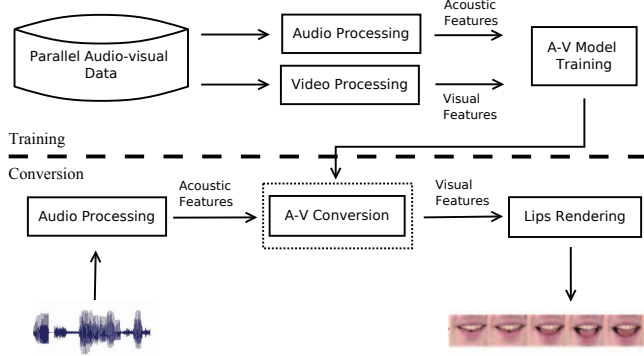 Acoustic
Features
Parallel Audio-visual
Data
Audio Processing
A-V Model
Training
Video Processing
Visual
Features
Training
Conversion
Audio Processing
Acoustic
Features
A-V Conversion
Visual
Features
Lips Rendering